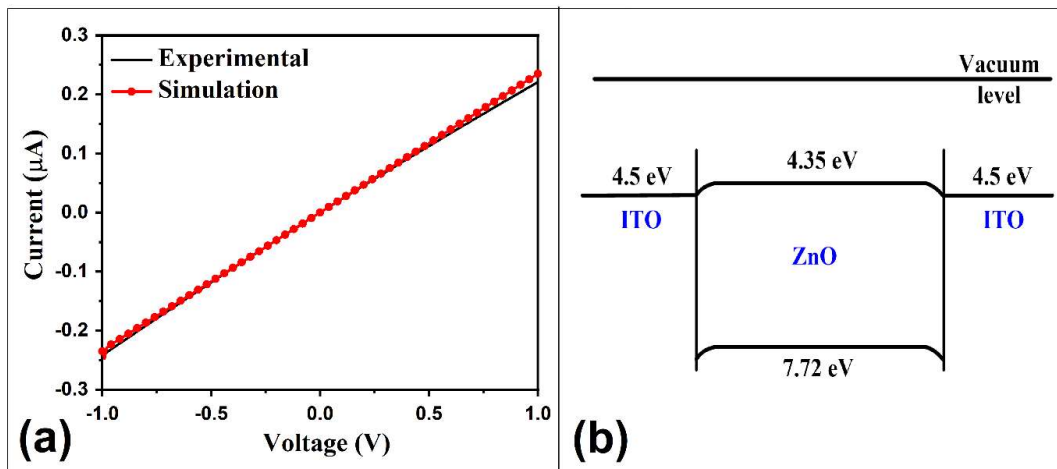 0.3
0.2
0.1
0.0
-0.1
-0.2
-0.3
Current (μA)
Experimental
Simulation
-1.0
-0.5
0.0
0.5
1.0
Voltage (V)
(a)
Vacuum
level
4.5 eV
4.35 eV
4.5 eV
ITO
ITO
ZnO
7.72 eV
(b)